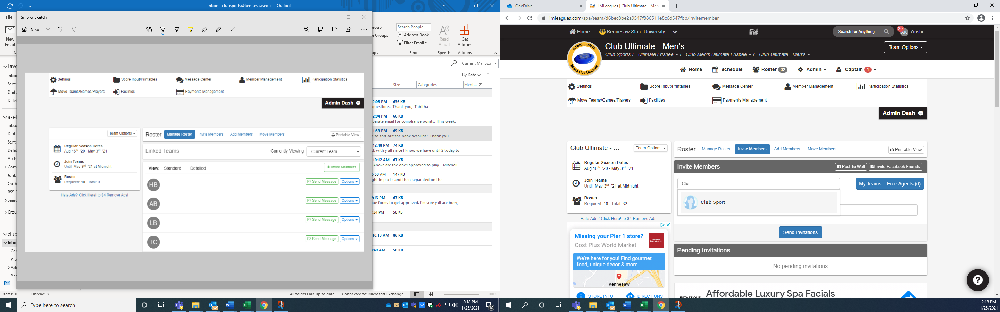 Inbox - clubsports@kennesaw.edu - Outlook
File
Snip & Sketch
New
New
Email
Search People
Address Book
Filter Email
Find
Read
Aloud
Speech
Get
Add-ins
Add-ins
roup
e Groups
ups
Current Mailbox
By Date
Size
Categories
Ment...
Favo
Inbo
Sent
Draft
Delet
akel
Inbo
Draft
Sent
Delet
Arch
Conv
Junk
Outb
RSS F
Searc
Grou
club
Inbo
Ger
Pro
Adi
Settings
Score Input/Printables
Message Center
Member Management
Participation Statistics
Move Teams/Games/Players
Facilities
Payments Management
Admin Dash
Team Options
Regular Season Dates
Aug 16th '20 - May 3rd '21
Join Teams
Until: May 3rd '21 at Midnight
Roster
Required: 10 Total: 9
Hate Ads? Click Here! to $4 Remove Ads!
Roster Manage Roster Invite Members Add Members Move Members
Printable View
Linked Teams
Currently Viewing Current Team
View: Standard Detailed
+ Invite Members
HB Send Message Options
AB Send Message Options
LB Send Message Options
TC Send Message Options
2:08 PM 636 KB
questions. Thank you, Tabitha
2:04 PM 66 KB
parate email for compliance points. This week,
1:39 PM 69 KB
e to sort out the bank account? Thank you,
12:48 PM 74 KB
ck with y'all since I know we have until 2 today to
10:12 AM 67 KB
Above are the ones approved to play. Mitchell
6:58 AM 147 KB
ght in packs and then separated on the
2:13 PM 67 KB
ue forms to get approved. I'm sure yall are busy,
:34 PM 58 KB
10:13 AM 86 KB
:40 AM 58 KB
Items: 10
Unread: 8
All folders are up to date.
Connected to: Microsoft Exchange
100%
Type here to search
2:18 PM
1/25/2021
12
OneDrive
IMLeagues | Club Ultimate - Men
imleagues.com/spa/team/d6bec8be2a9547f886511e8c6d547fbb/invitemember
Home
Kennesaw State University
Search for Anything
20
AK
Austin
#owlsinmotion
Men's Club Ultimate
Club Ultimate - Men's
Club Sports / Ultimate Frisbee / Club Men's Ultimate Frisbee / Club Ultimate - Men's
Team Options
Home
Schedule
Roster 32
Admin
Captain 1
Settings
Score Input/Printables
Message Center
Member Management
Participation Statistics
Move Teams/Games/Players
Facilities
Payments Management
Admin Dash
Club Ultimate - ...
Team Options
Regular Season Dates
Aug 16th '20 - May 3rd '21
Join Teams
Until: May 3rd '21 at Midnight
Roster
Required: 10 Total: 32
Hate Ads? Click Here! to $4 Remove Ads!
Missing your Pier 1 store?
Cost Plus World Market
WORLD MARKET
We're here for you! Find gourmet
food, unique decor & more.
Kennesaw
STORE INFO
DIRECTIONS
Roster Manage Roster Invite Members Add Members Move Members
Printable View
Invite Members
Post To Wall
Invite Facebook Friends
Clu
My Teams
Free Agents (0)
Club Sport
Send Invitations
Pending Invitations
No pending invitations
ESTHÉTIQUE
Affordable Luxury Spa Facials
2:18 PM
1/25/2021